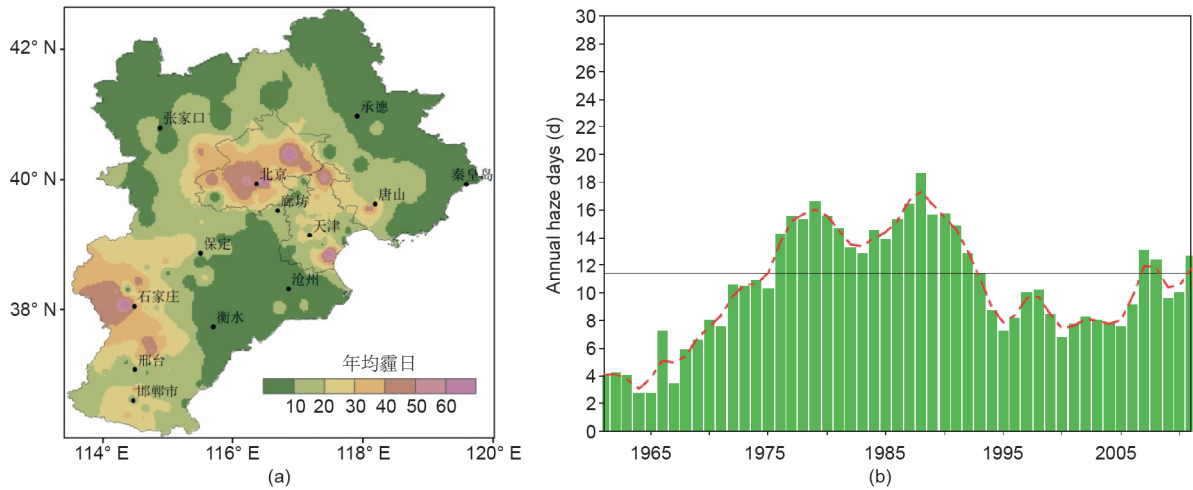 42° N
40° N
38° N
张家口
承德
北京
秦皇岛
唐山
廊坊
天津
保定
沧州
石家庄
衡水
邢台
邯郸市
年均霾日
10 20 30 40 50 60
114° E 116° E 118° E 120° E
(a)
Annual haze days (d)
30
28
26
24
22
20
18
16
14
12
10
8
6
4
2
0
1965 1975 1985 1995 2005
(b)